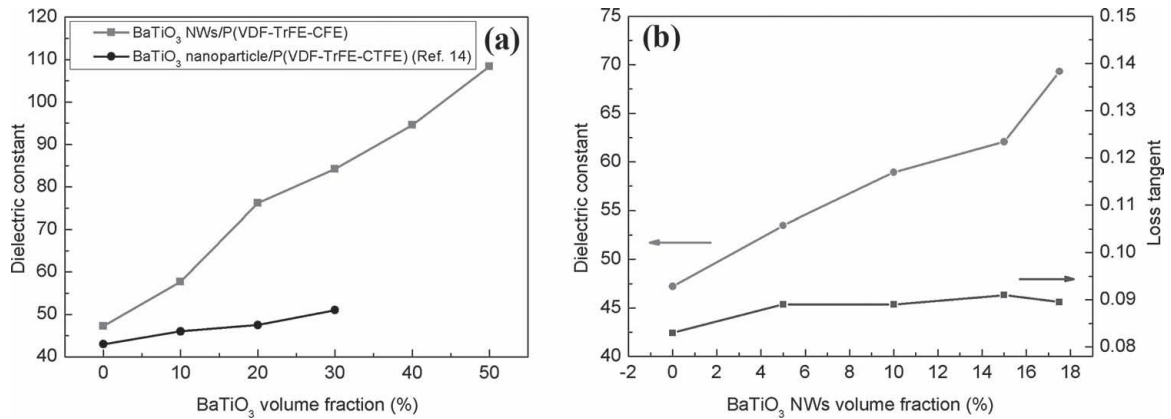 120
110
100
90
80
70
60
50
40
Dielectric constant
BaTiO3 NWs/P(VDF-TrFE-CFE)
BaTiO3 nanoparticle/P(VDF-TrFE-CTFE) (Ref. 14)
(a)
0 10 20 30 40 50
BaTiO3 volume fraction (%)
75
70
65
60
55
50
45
40
Dielectric constant
(b)
0.15
0.14
0.13
0.12
0.11
0.10
0.09
0.08
Loss tangent
-2 0 2 4 6 8 10 12 14 16 18
BaTiO3 NWs volume fraction (%)